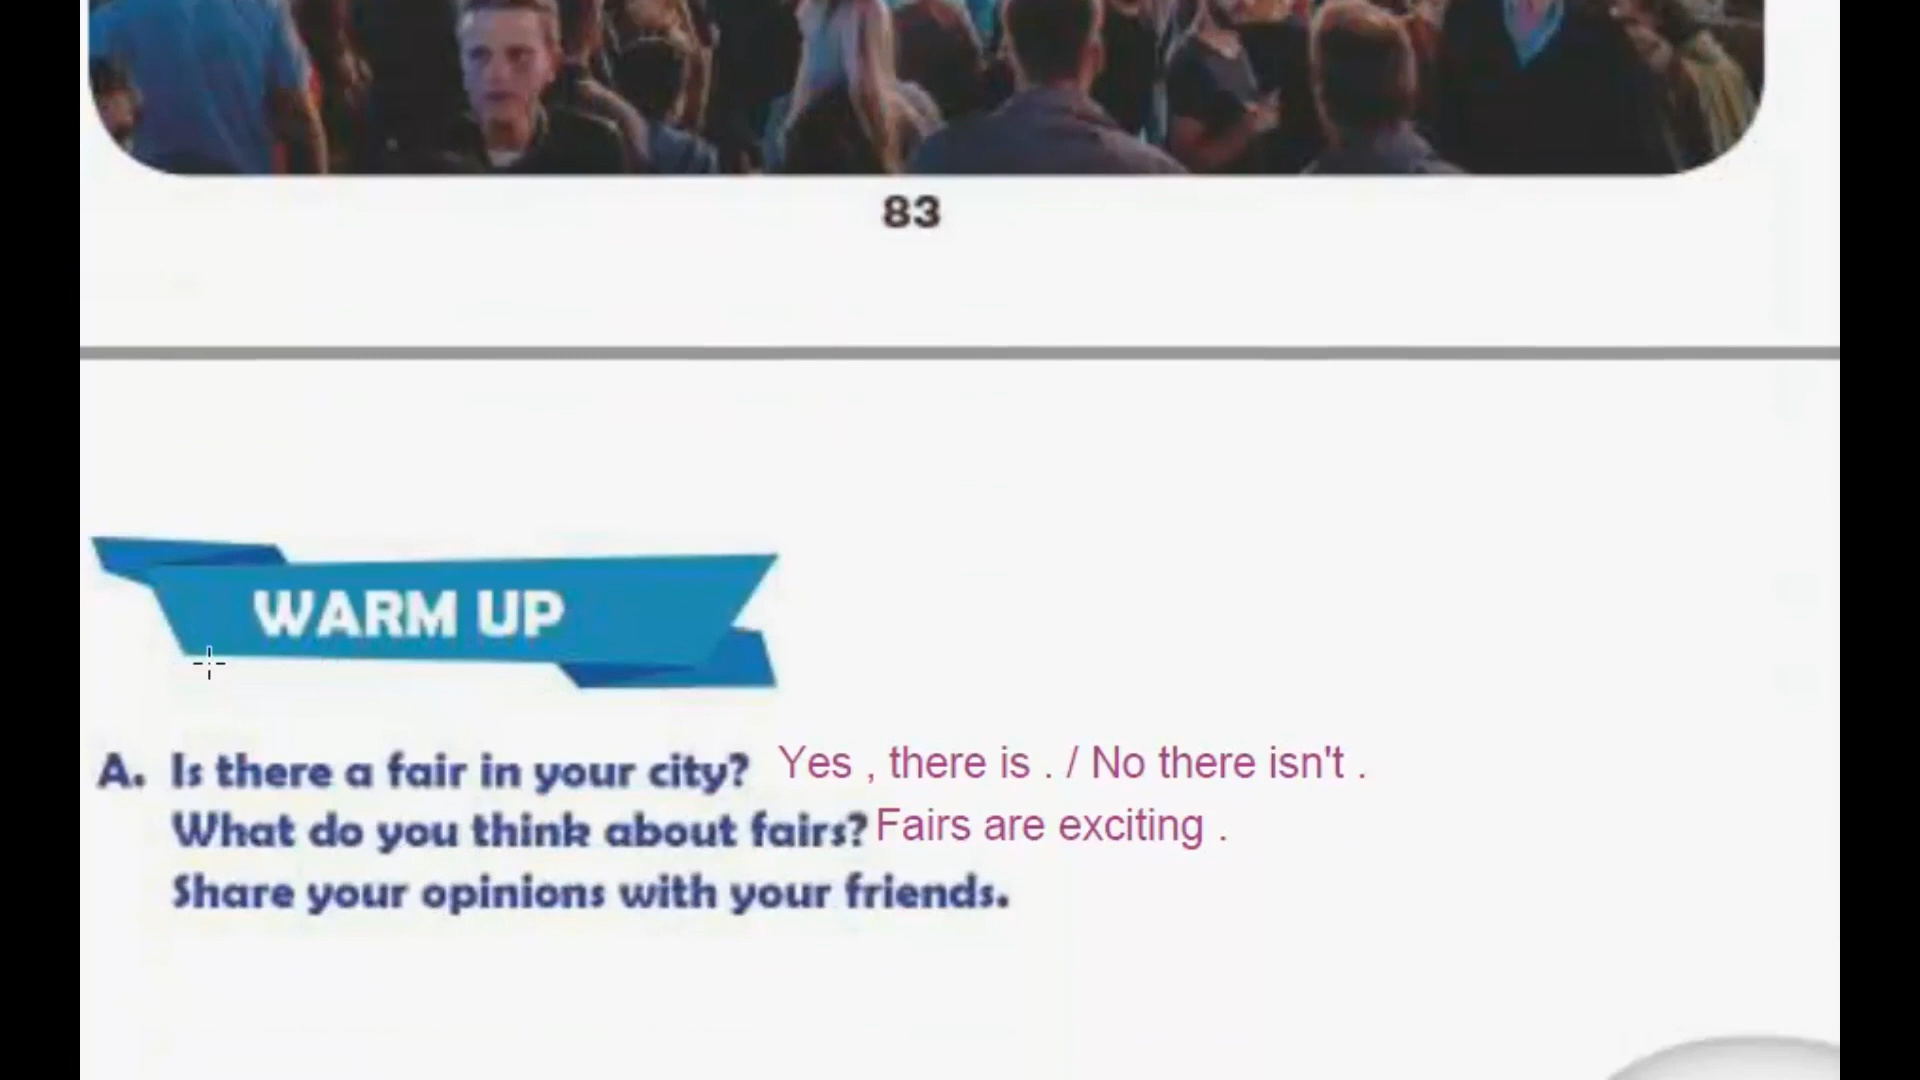 83
WARM UP
A. Is there a fair in your city? Yes , there is . / No there isn't .
What do you think about fairs? Fairs are exciting .
Share your opinions with your friends.